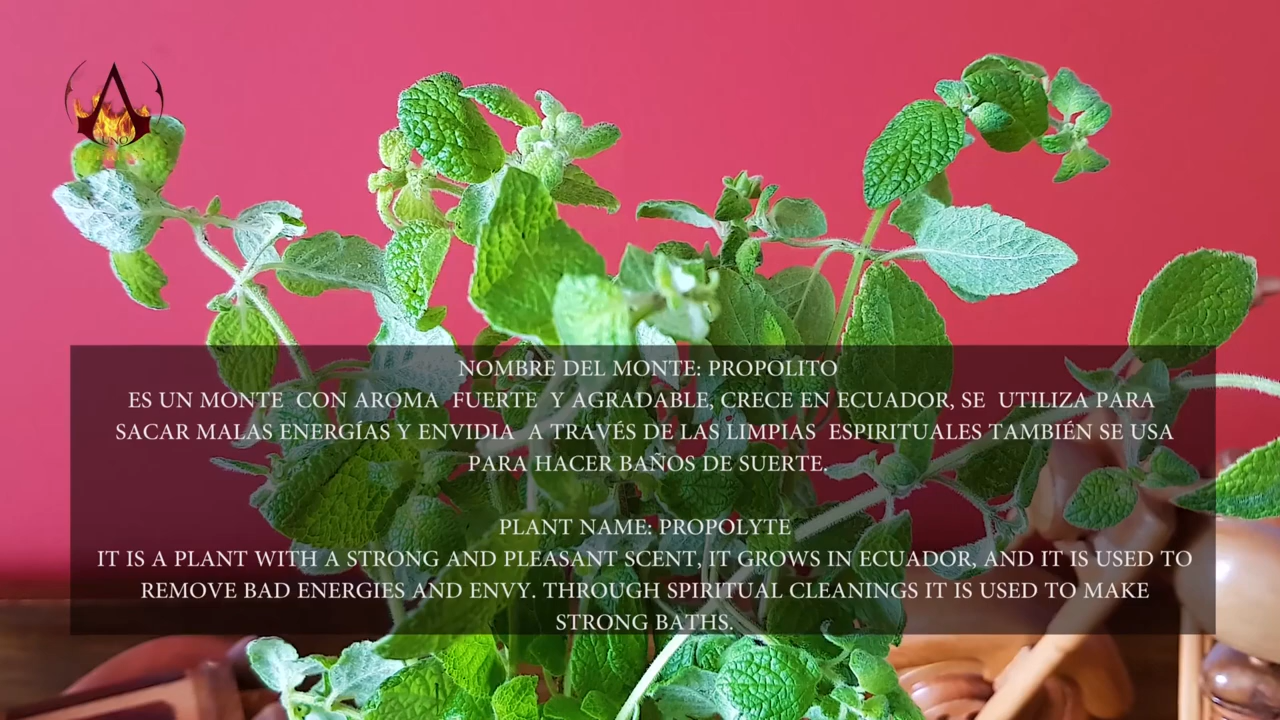 UNO
NOMBRE DEL MONTE: PROPOLITO
ES UN MONTE CON AROMA FUERTE Y AGRADABLE, CRECE EN ECUADOR, SE UTILIZA PARA
SACAR MALAS ENERGÍAS Y ENVIDIA A TRAVÉS DE LAS LIMPIAS ESPIRITUALES TAMBIÉN SE USA
PARA HACER BAÑOS DE SUERTE.
PLANT NAME: PROPOLYTE
IT IS A PLANT WITH A STRONG AND PLEASANT SCENT, IT GROWS IN ECUADOR, AND IT IS USED TO
REMOVE BAD ENERGIES AND ENVY. THROUGH SPIRITUAL CLEANINGS IT IS USED TO MAKE
STRONG BATHS.